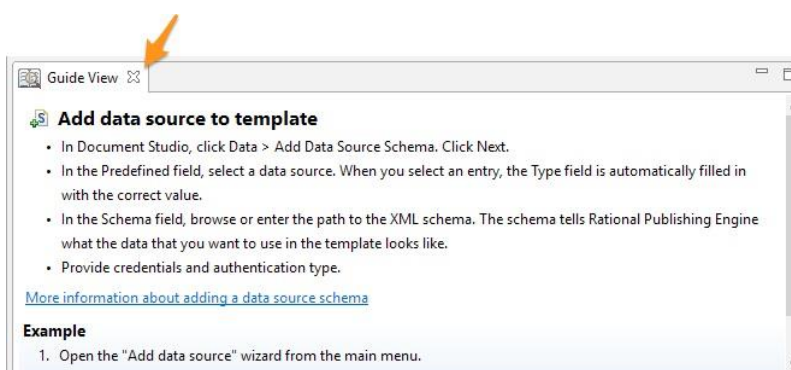 Guide View
Add data source to template
• In Document Studio, click Data > Add Data Source Schema. Click Next.
• In the Predefined field, select a data source. When you select an entry, the Type field is automatically filled in
with the correct value.
• In the Schema field, browse or enter the path to the XML schema. The schema tells Rational Publishing Engine
what the data that you want to use in the template looks like.
• Provide credentials and authentication type.
More information about adding a data source schema
Example
1. Open the "Add data source" wizard from the main menu.